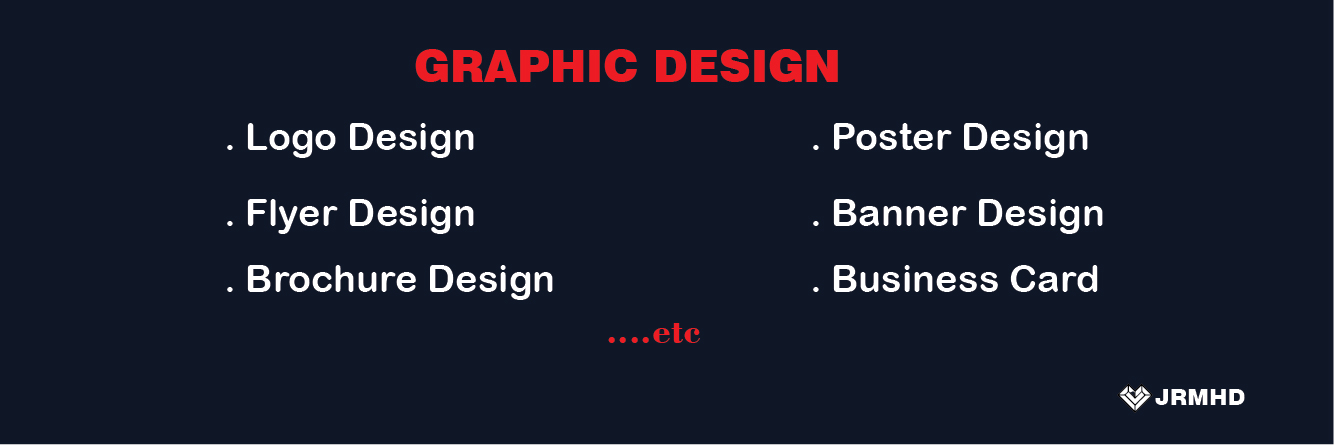 GRAPHIC DESIGN
. Logo Design
. Poster Design
. Flyer Design
. Banner Design
. Brochure Design
. Business Card
....etc
JRMHD